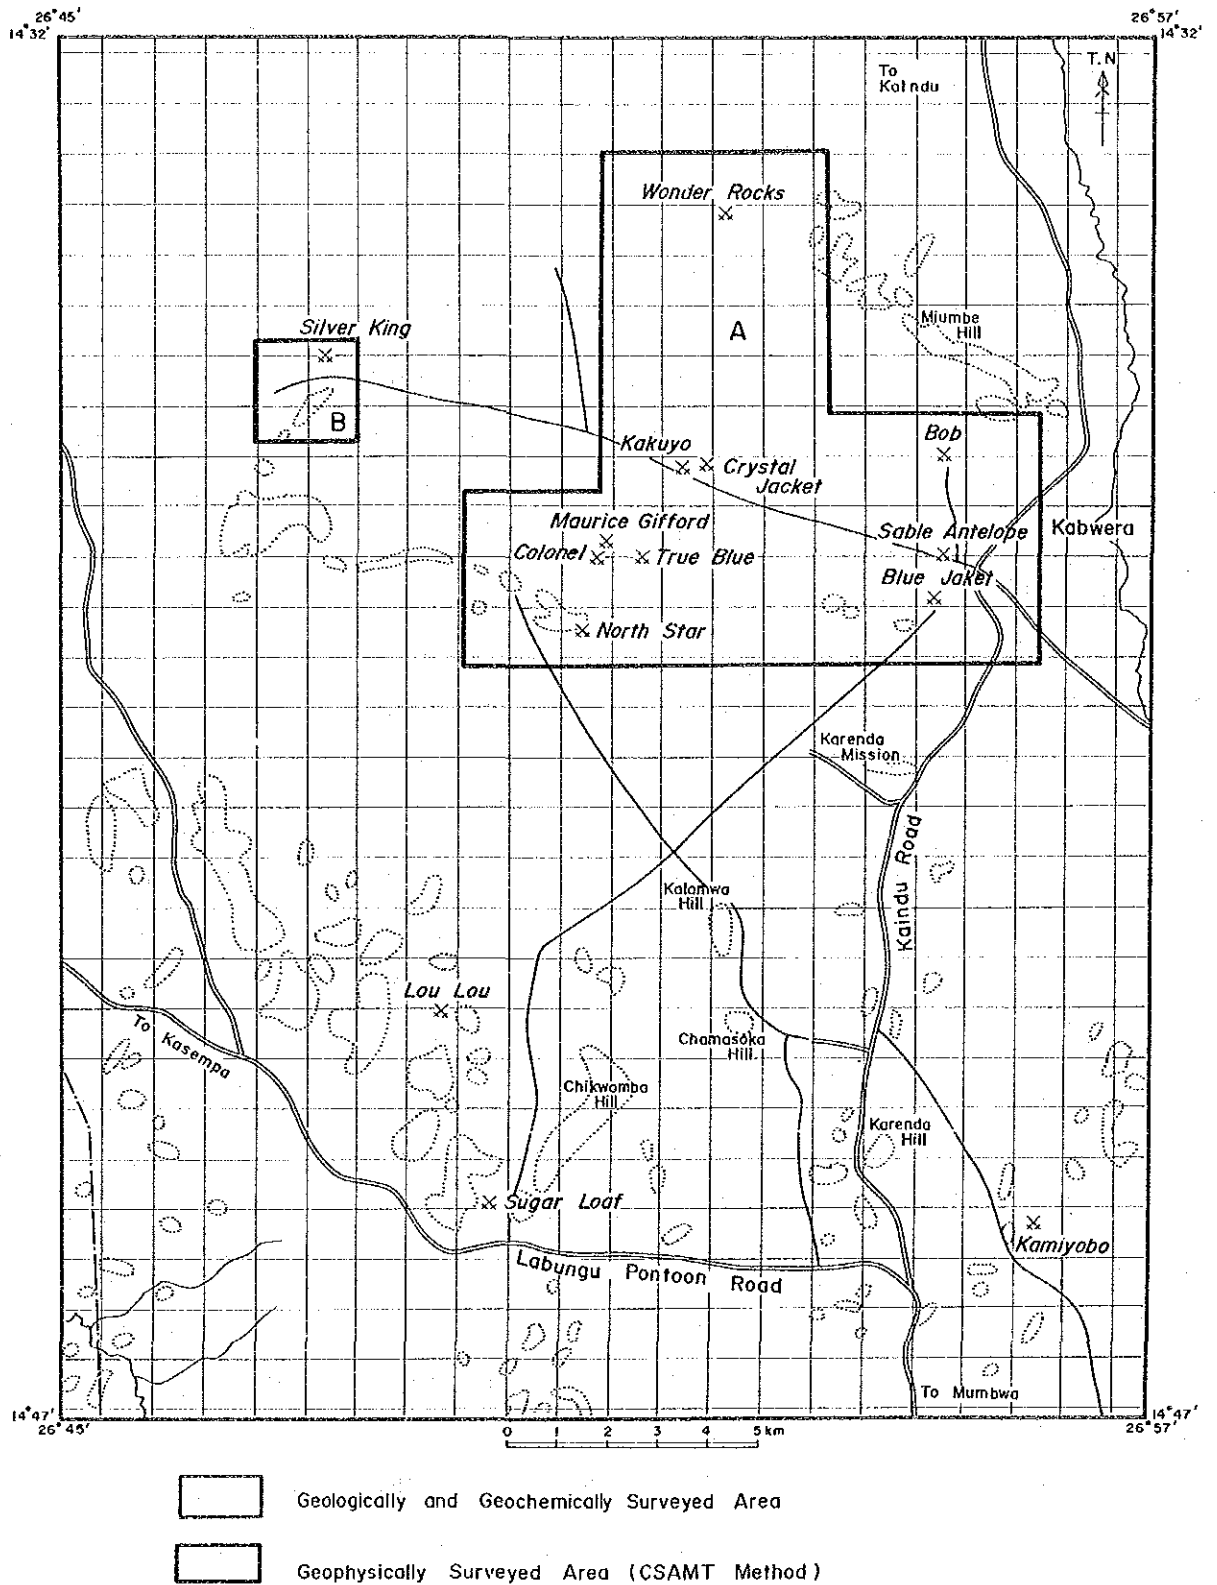 26°45'
26°57'
14°32'
14°32'
T.N
To
Kaindu
Wonder Rocks
A
Miumbe
Hill
Silver King
B
Kakuyo
Crystal
Jacket
Bob
Maurice Gifford
Sable Antelope
Kabwera
Colonel
True Blue
Blue Jaket
North Star
Karenda
Mission
Kaindu Road
Kalamwa
Hill
Lou Lou
To Kasempa
Chamasoka
Hill
Chikwamba
Hill
Karenda
Hill
Sugar Loaf
Kamiyobo
Labungu Pontoon Road
To Mumbwa
14°47'
14°47'
26°45'
26°57'
0 1 2 3 4 5km
Geologically and Geochemically Surveyed Area
Geophysically Surveyed Area (CSAMT Method)